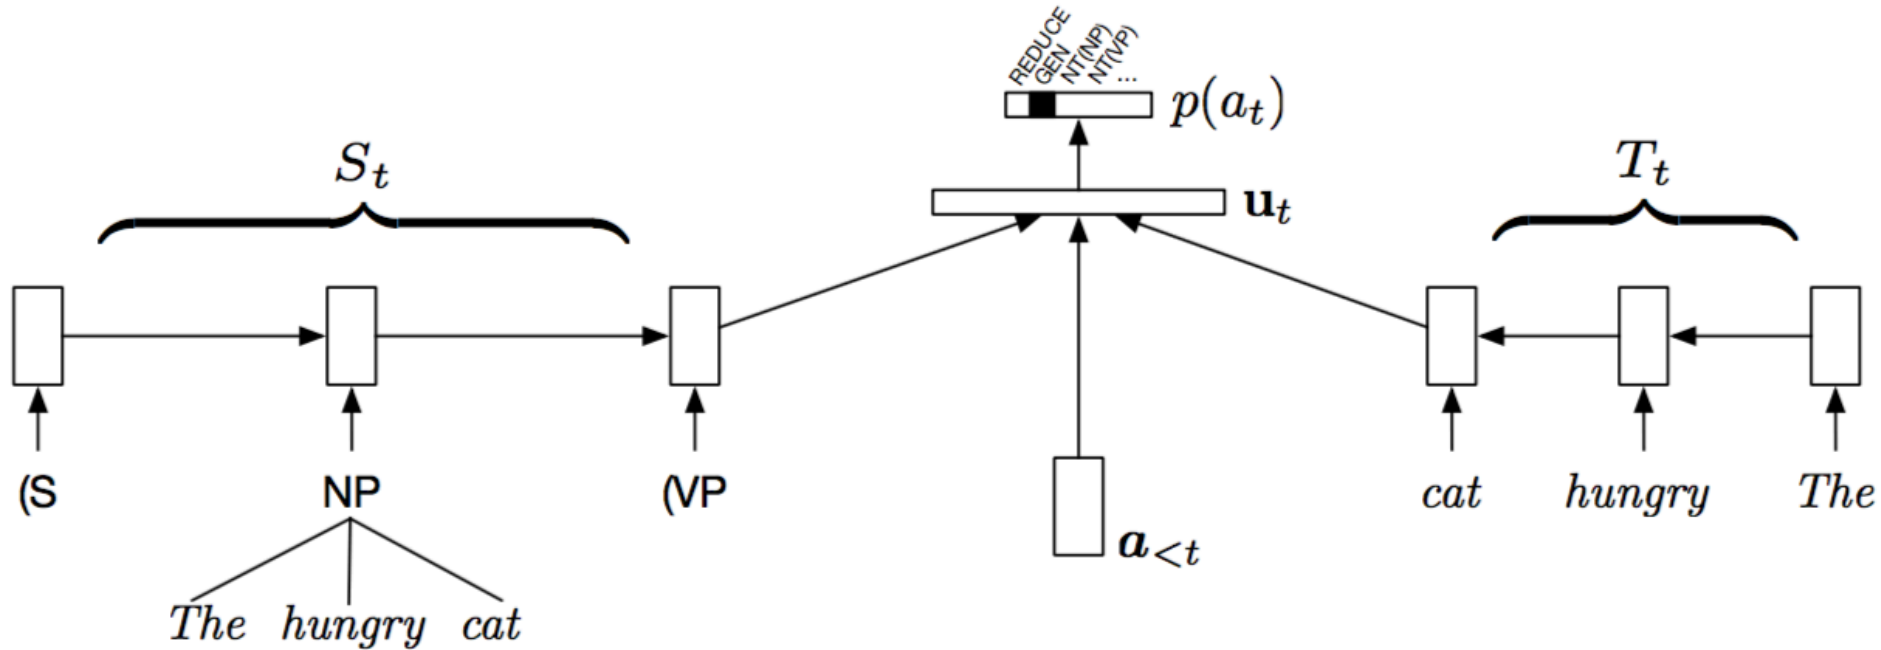 REDUCE
GEN
NT(NP)
NT(VP)
...
p(a_t)
S_t
T_t
u_t
(S
NP
(VP
cat
hungry
The
a_{<t}
The hungry cat